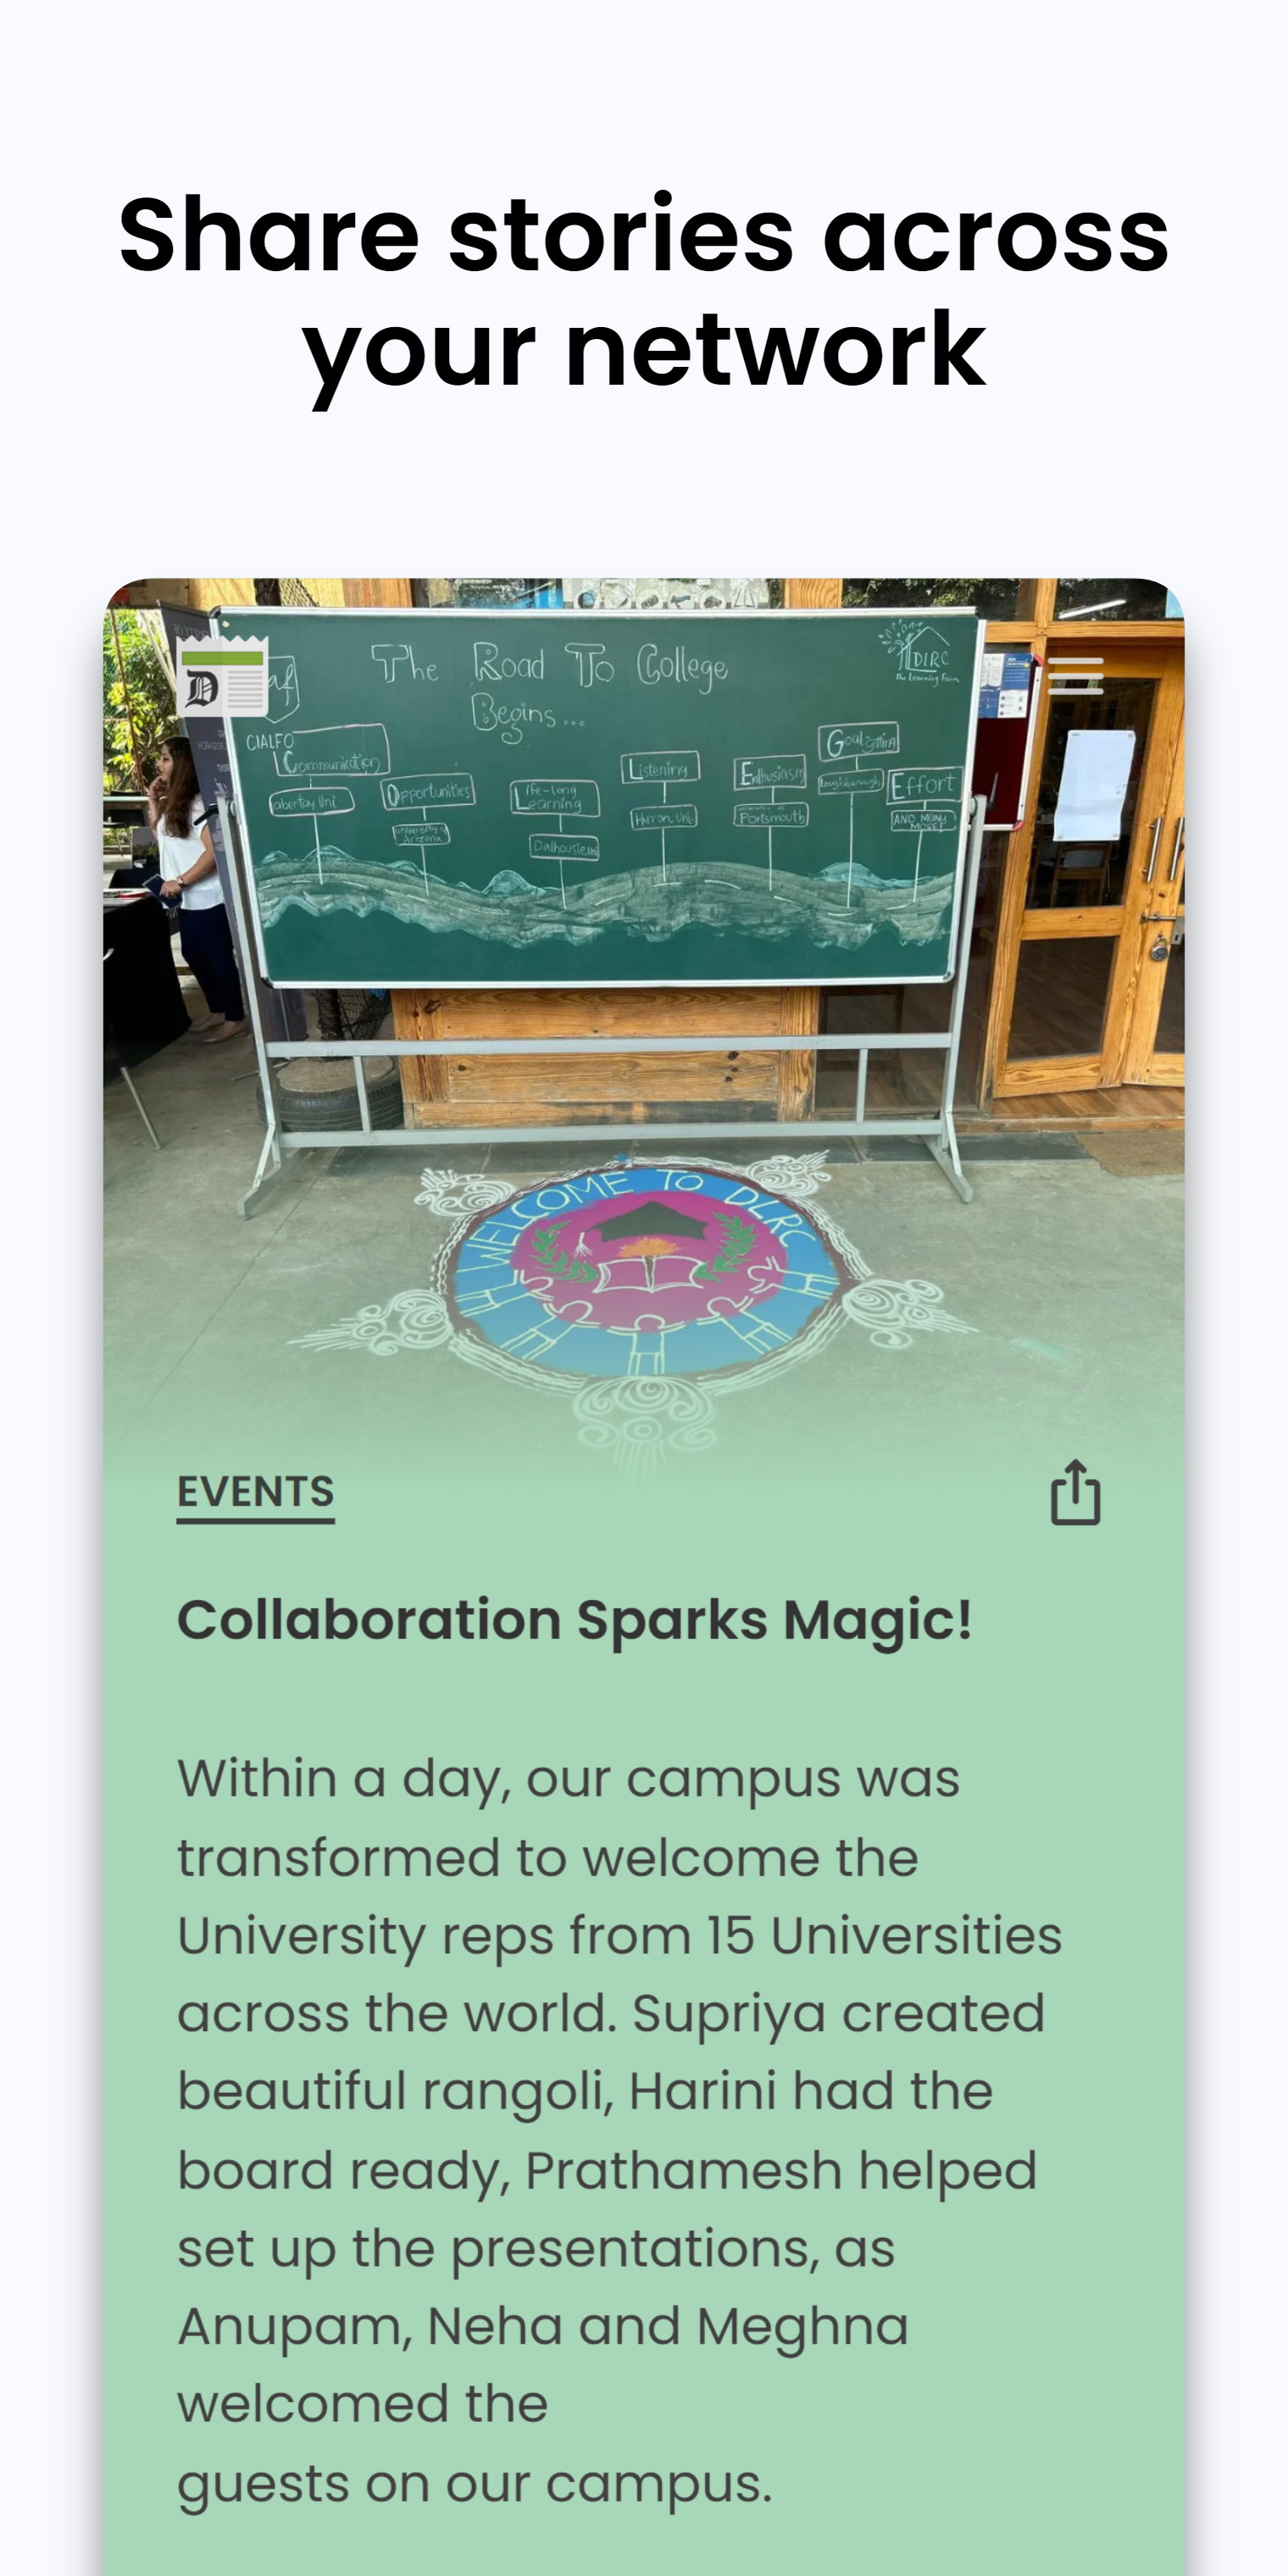 Share stories across
your network
The Road To College
Begins...
DLRC
The Learning Farm
CIALFO
Communication
Opportunities
Life-long
Learning
Listening
Enthusiasm
Goal setting
Effort
abertay Uni
University of
Arizona
Dalhousie uni
Huron Uni
Portsmouth
Loughborough
AND MANY
MORE!
WELCOME TO DLRC
D
EVENTS
Collaboration Sparks Magic!
Within a day, our campus was
transformed to welcome the
University reps from 15 Universities
across the world. Supriya created
beautiful rangoli, Harini had the
board ready, Prathamesh helped
set up the presentations, as
Anupam, Neha and Meghna
welcomed the
guests on our campus.